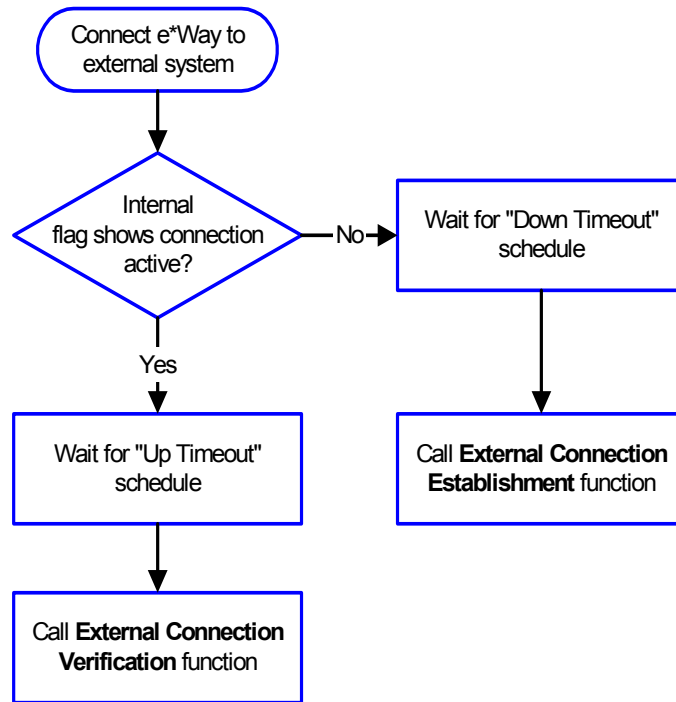 Connect e*Way to
external system
Internal
flag shows connection
active?
No
Wait for "Down Timeout"
schedule
Yes
Wait for "Up Timeout"
schedule
Call External Connection
Establishment function
Call External Connection
Verification function